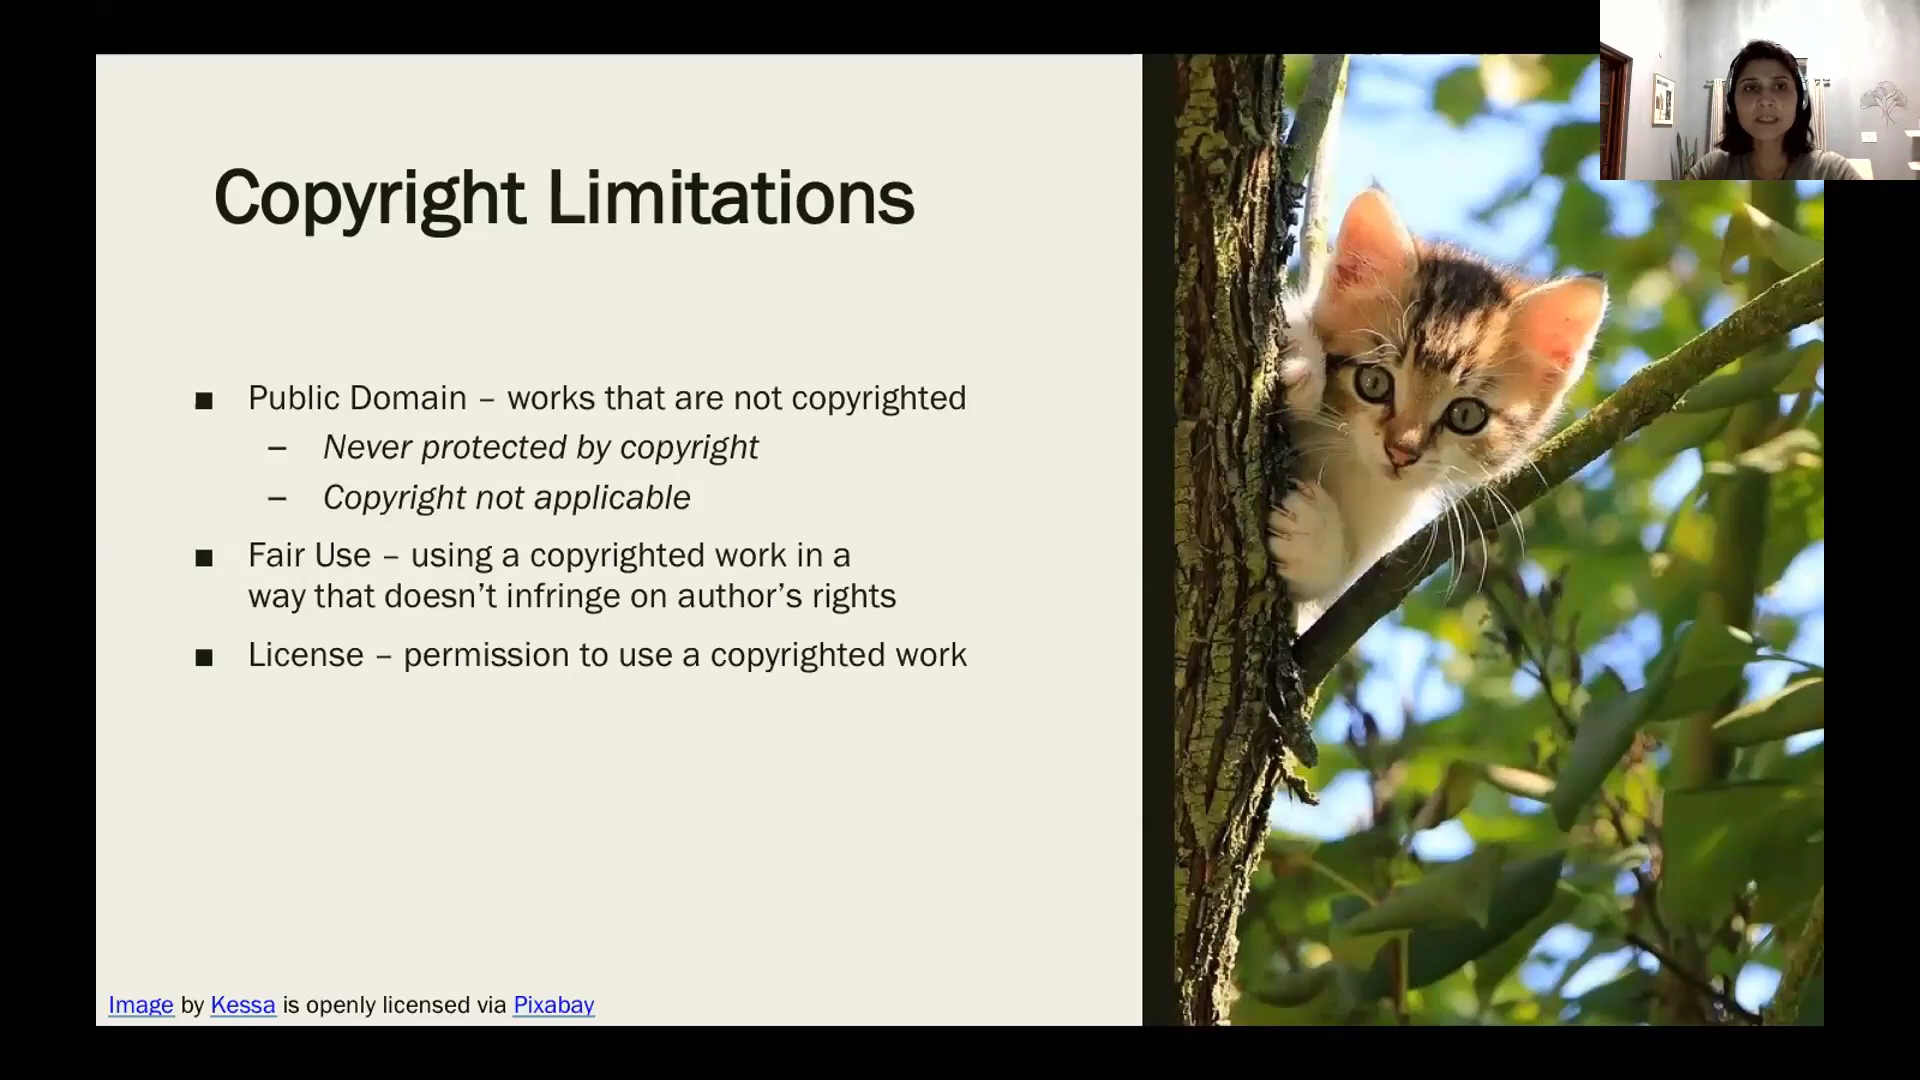 Copyright Limitations
■ Public Domain – works that are not copyrighted
– Never protected by copyright
– Copyright not applicable
■ Fair Use – using a copyrighted work in a
way that doesn’t infringe on author’s rights
■ License – permission to use a copyrighted work
Image by Kessa is openly licensed via Pixabay